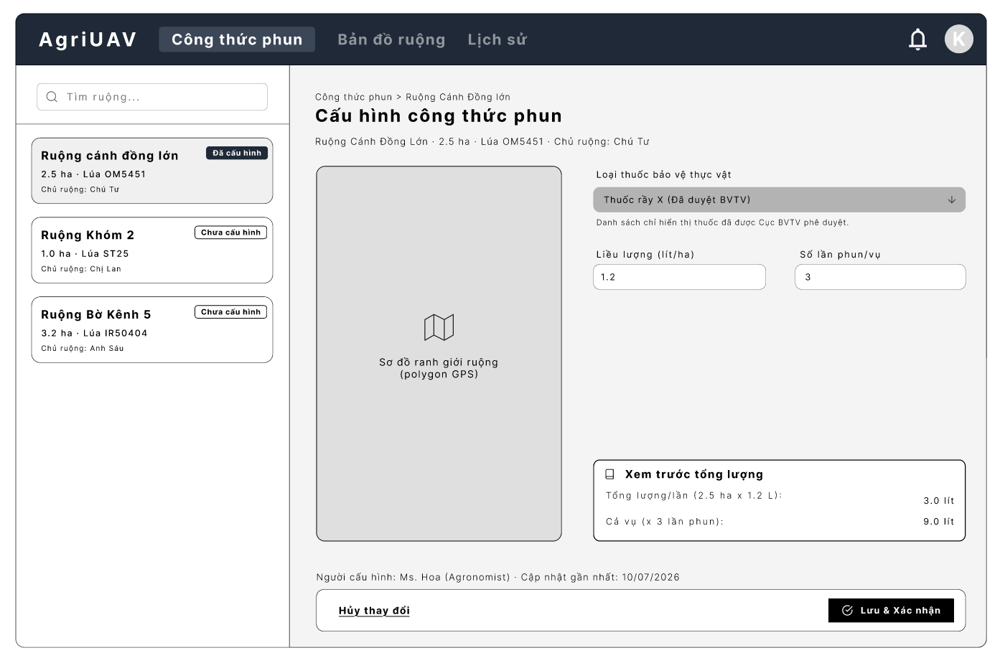 AgriUAV
Công thức phun
Bản đồ ruộng
Lịch sử
K
Tìm ruộng...
Ruộng cánh đồng lớn
Đã cấu hình
2.5 ha · Lúa OM5451
Chủ ruộng: Chú Tư
Ruộng Khóm 2
Chưa cấu hình
1.0 ha · Lúa ST25
Chủ ruộng: Chị Lan
Ruộng Bờ Kênh 5
Chưa cấu hình
3.2 ha · Lúa IR50404
Chủ ruộng: Anh Sáu
Công thức phun > Ruộng Cánh Đồng lớn
Cấu hình công thức phun
Ruộng Cánh Đồng Lớn · 2.5 ha · Lúa OM5451 · Chủ ruộng: Chú Tư
Sơ đồ ranh giới ruộng
(polygon GPS)
Loại thuốc bảo vệ thực vật
Thuốc rầy X (Đã duyệt BVTV)
Danh sách chỉ hiển thị thuốc đã được Cục BVTV phê duyệt.
Liều lượng (lít/ha)
Số lần phun/vụ
1.2
3
Xem trước tổng lượng
Tổng lượng/lần (2.5 ha x 1.2 L):
3.0 lít
Cả vụ (x 3 lần phun):
9.0 lít
Người cấu hình: Ms. Hoa (Agronomist) · Cập nhật gần nhất: 10/07/2026
Hủy thay đổi
Lưu & Xác nhận